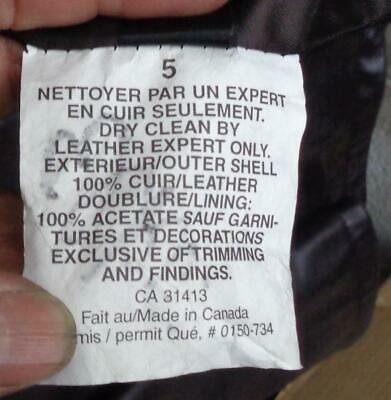 5
NETTOYER PAR UN EXPERT
EN CUIR SEULEMENT.
DRY CLEAN BY
LEATHER EXPERT ONLY.
EXTERIEUR/OUTER SHELL
100% CUIR/LEATHER
DOUBLURE/LINING:
100% ACETATE SAUF GARNI-
TURES ET DECORATIONS
EXCLUSIVE OF TRIMMING
AND FINDINGS.
CA 31413
Fait au/Made in Canada
mis / permit Qué, # 0150-734